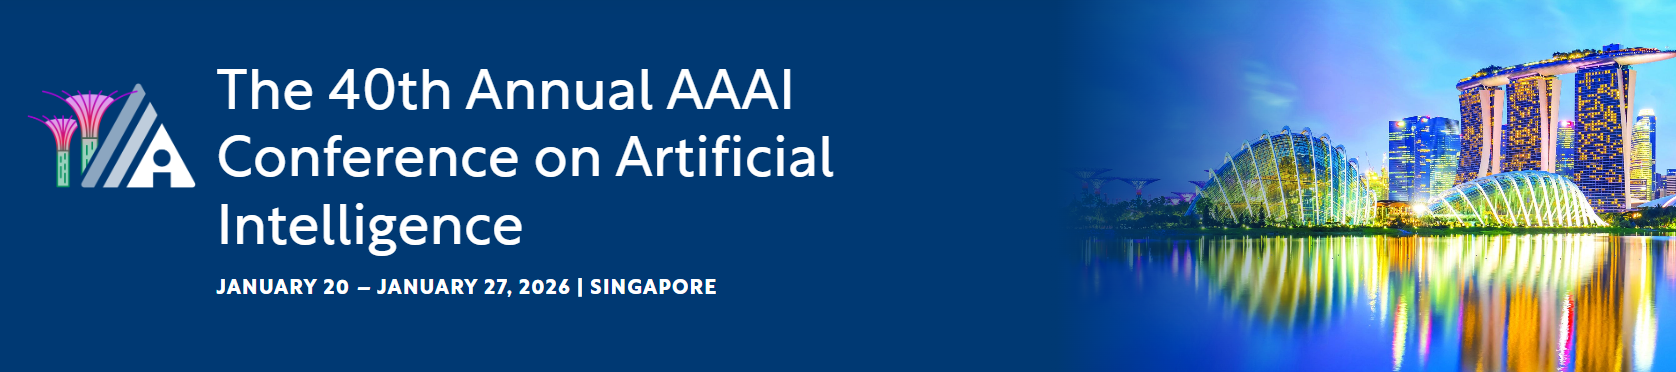 The 40th Annual AAAI
Conference on Artificial
Intelligence
JANUARY 20 – JANUARY 27, 2026 | SINGAPORE